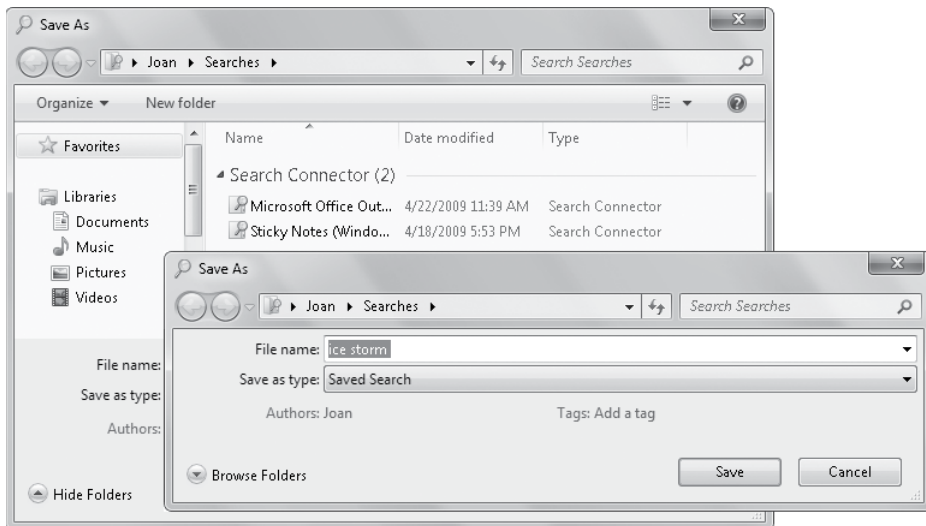 Save As
Joan Searches
Search Searches
Organize New folder
Favorites
Libraries
Documents
Music
Pictures
Videos
Name Date modified Type
Search Connector (2)
Microsoft Office Out... 4/22/2009 11:39 AM Search Connector
Sticky Notes (Windo... 4/18/2009 5:53 PM Search Connector
File name:
Save as type:
Authors:
Hide Folders
Save As
Joan Searches
Search Searches
File name: ice storm
Save as type: Saved Search
Authors: Joan Tags: Add a tag
Browse Folders
Save Cancel